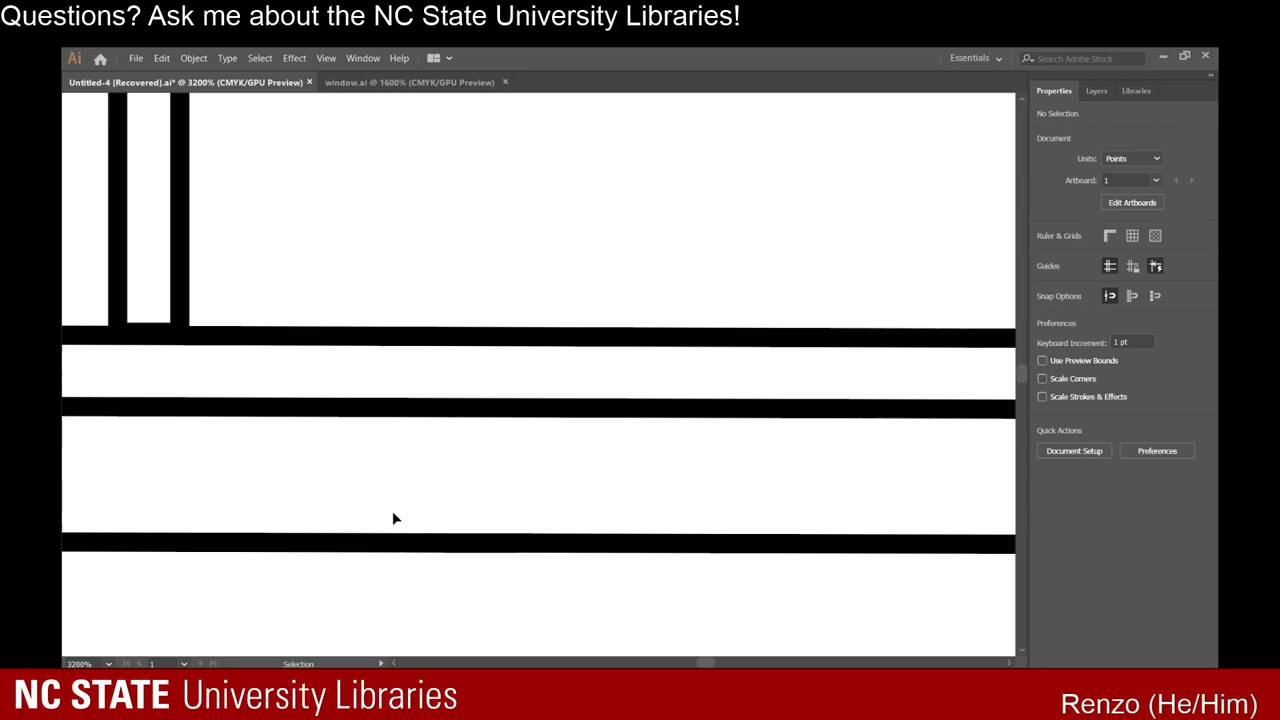 Questions? Ask me about the NC State University Libraries!
Ai File Edit Object Type Select Effect View Window Help Essentials Search Adobe Stock
Untitled-4 [Recovered].ai* @ 3200% (CMYK/GPU Preview) × window.ai @ 1600% (CMYK/GPU Preview) ×
Properties Layers Libraries
No Selection
Document
Units: Points
Artboard: 1
Edit Artboards
Ruler & Grids
Guides
Snap Options
Preferences
Keyboard Increment: 1 pt
Use Preview Bounds
Scale Corners
Scale Strokes & Effects
Quick Actions
Document Setup Preferences
3200% 1 Selection
NC STATE University Libraries
Renzo (He/Him)